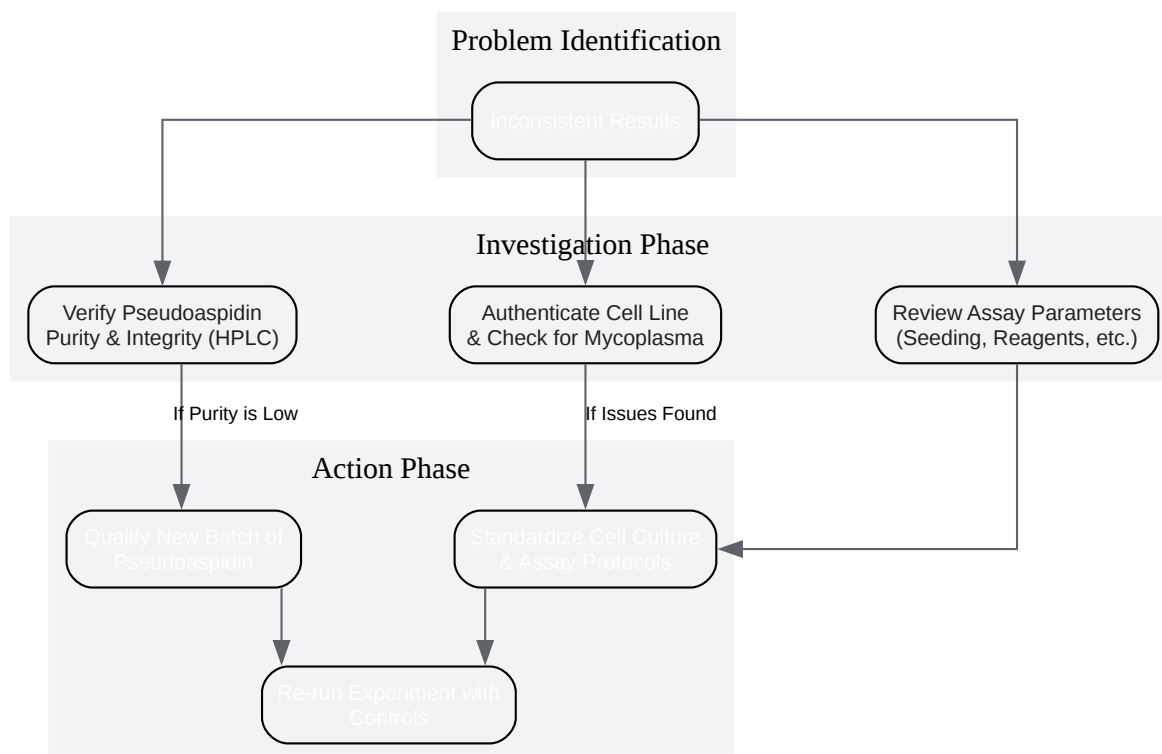 Problem Identification
Inconsistent Results
Investigation Phase
Verify Pseudoaspidin
Purity & Integrity (HPLC)
Authenticate Cell Line
& Check for Mycoplasma
Review Assay Parameters
(Seeding, Reagents, etc.)
If Purity is Low
If Issues Found
Action Phase
Qualify New Batch of
Pseudoaspidin
Standardize Cell Culture
& Assay Protocols
Re-run Experiment with
Controls